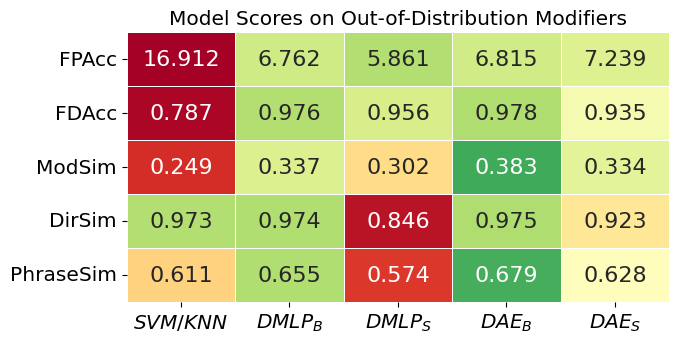 Model Scores on Out-of-Distribution Modifiers
FPAcc 16.912 6.762 5.861 6.815 7.239
FDAcc 0.787 0.976 0.956 0.978 0.935
ModSim 0.249 0.337 0.302 0.383 0.334
DirSim 0.973 0.974 0.846 0.975 0.923
PhraseSim 0.611 0.655 0.574 0.679 0.628
SVM/KNN DMLP_B DMLP_S DAE_B DAE_S